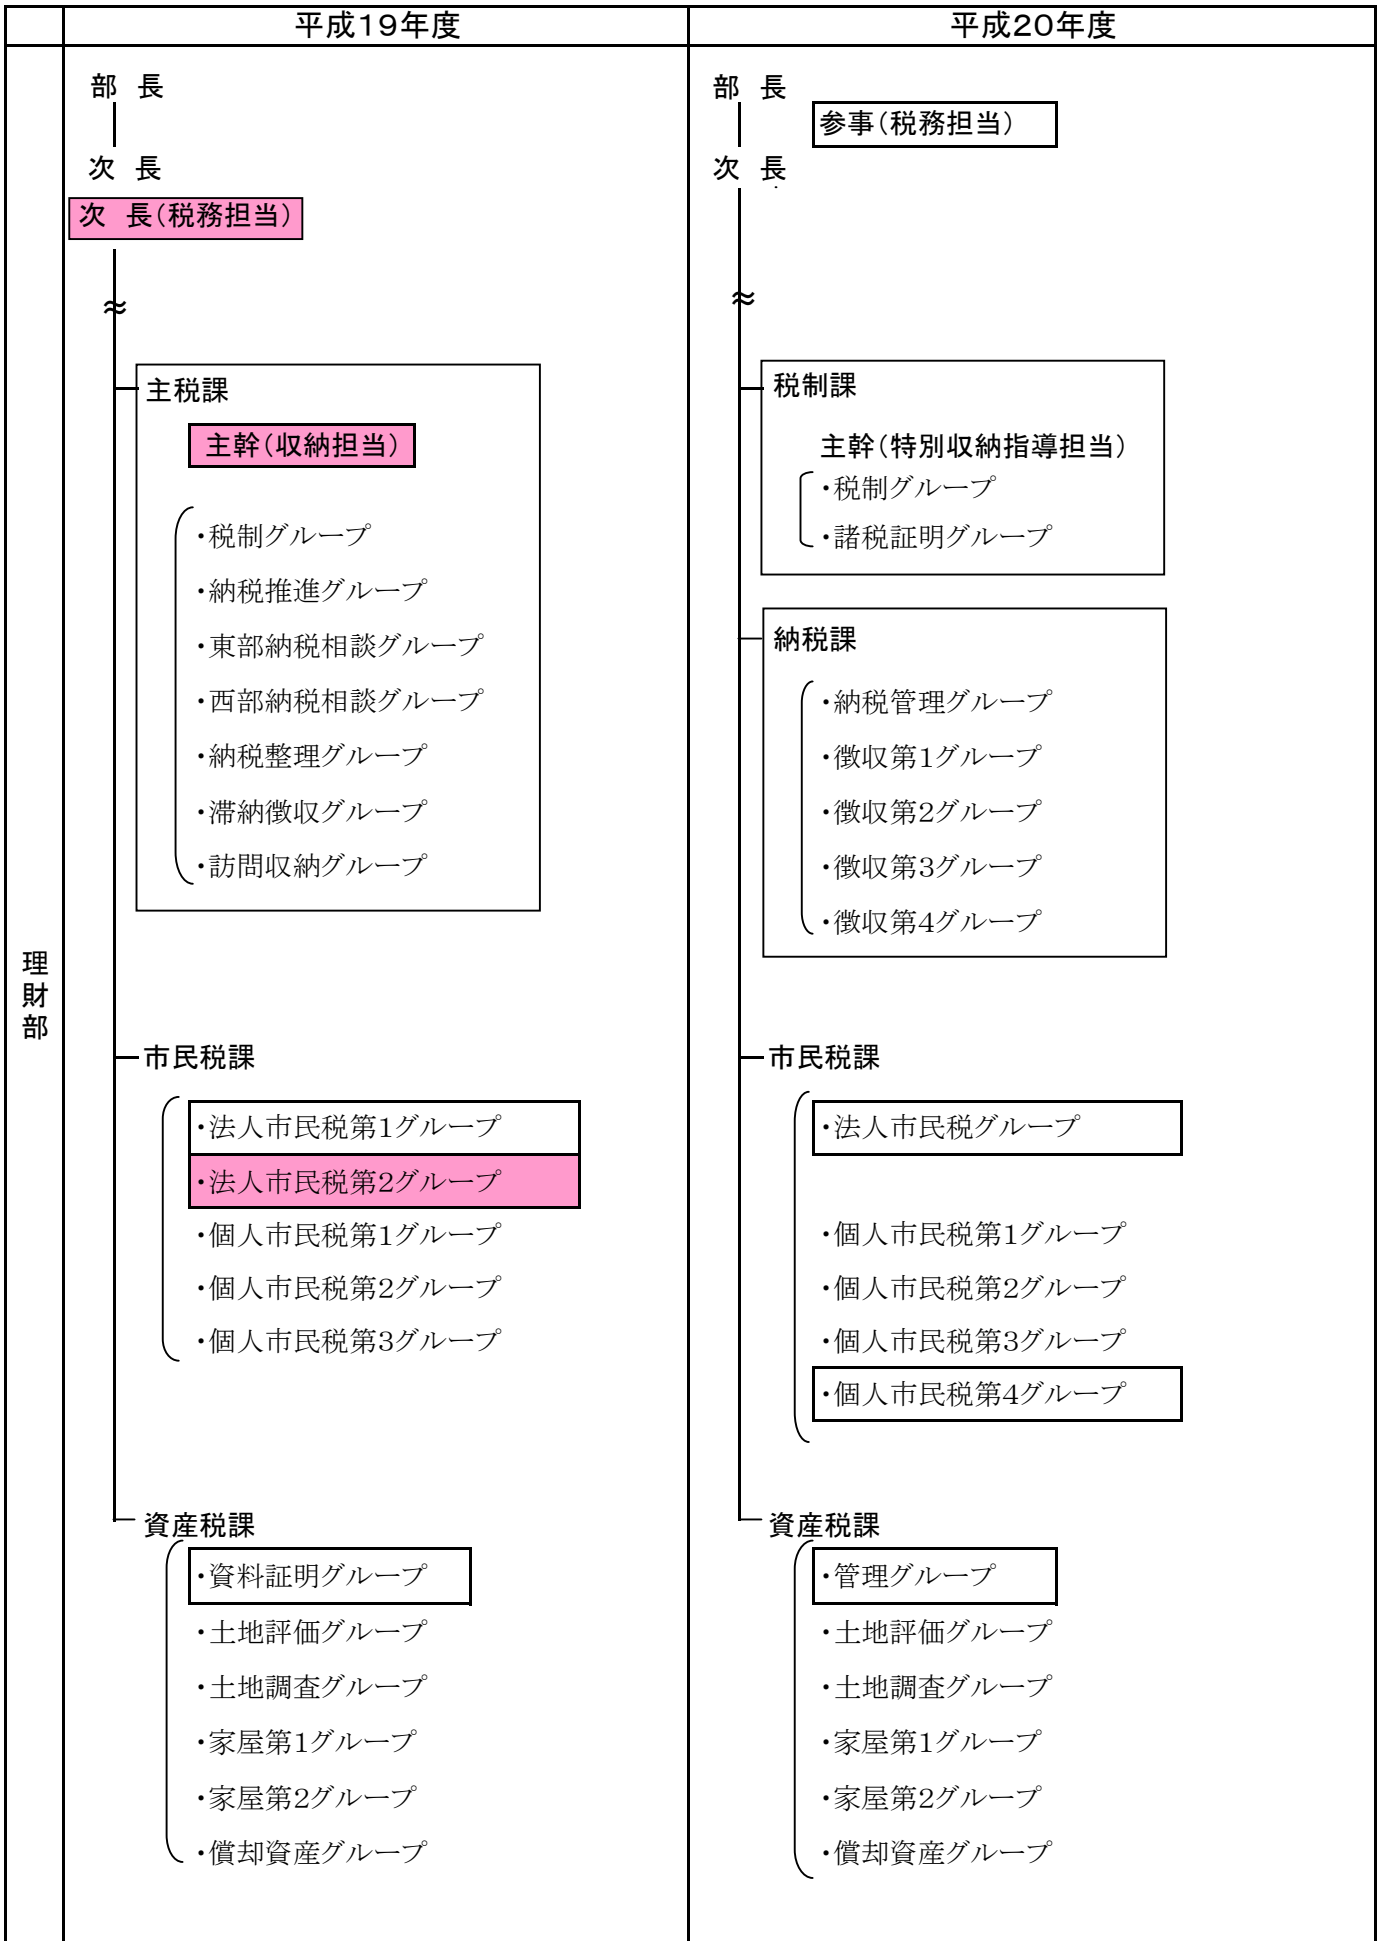 平成19年度
平成20年度
理財部
部 長
次 長
次 長(税務担当)
≈
主税課
主幹(収納担当)
・税制グループ
・納税推進グループ
・東部納税相談グループ
・西部納税相談グループ
・納税整理グループ
・滞納徴収グループ
・訪問収納グループ
市民税課
・法人市民税第1グループ
・法人市民税第2グループ
・個人市民税第1グループ
・個人市民税第2グループ
・個人市民税第3グループ
資産税課
・資料証明グループ
・土地評価グループ
・土地調査グループ
・家屋第1グループ
・家屋第2グループ
・償却資産グループ
部 長
参事(税務担当)
次 長
≈
税制課
主幹(特別収納指導担当)
・税制グループ
・諸税証明グループ
納税課
・納税管理グループ
・徴収第1グループ
・徴収第2グループ
・徴収第3グループ
・徴収第4グループ
市民税課
・法人市民税グループ
・個人市民税第1グループ
・個人市民税第2グループ
・個人市民税第3グループ
・個人市民税第4グループ
資産税課
・管理グループ
・土地評価グループ
・土地調査グループ
・家屋第1グループ
・家屋第2グループ
・償却資産グループ